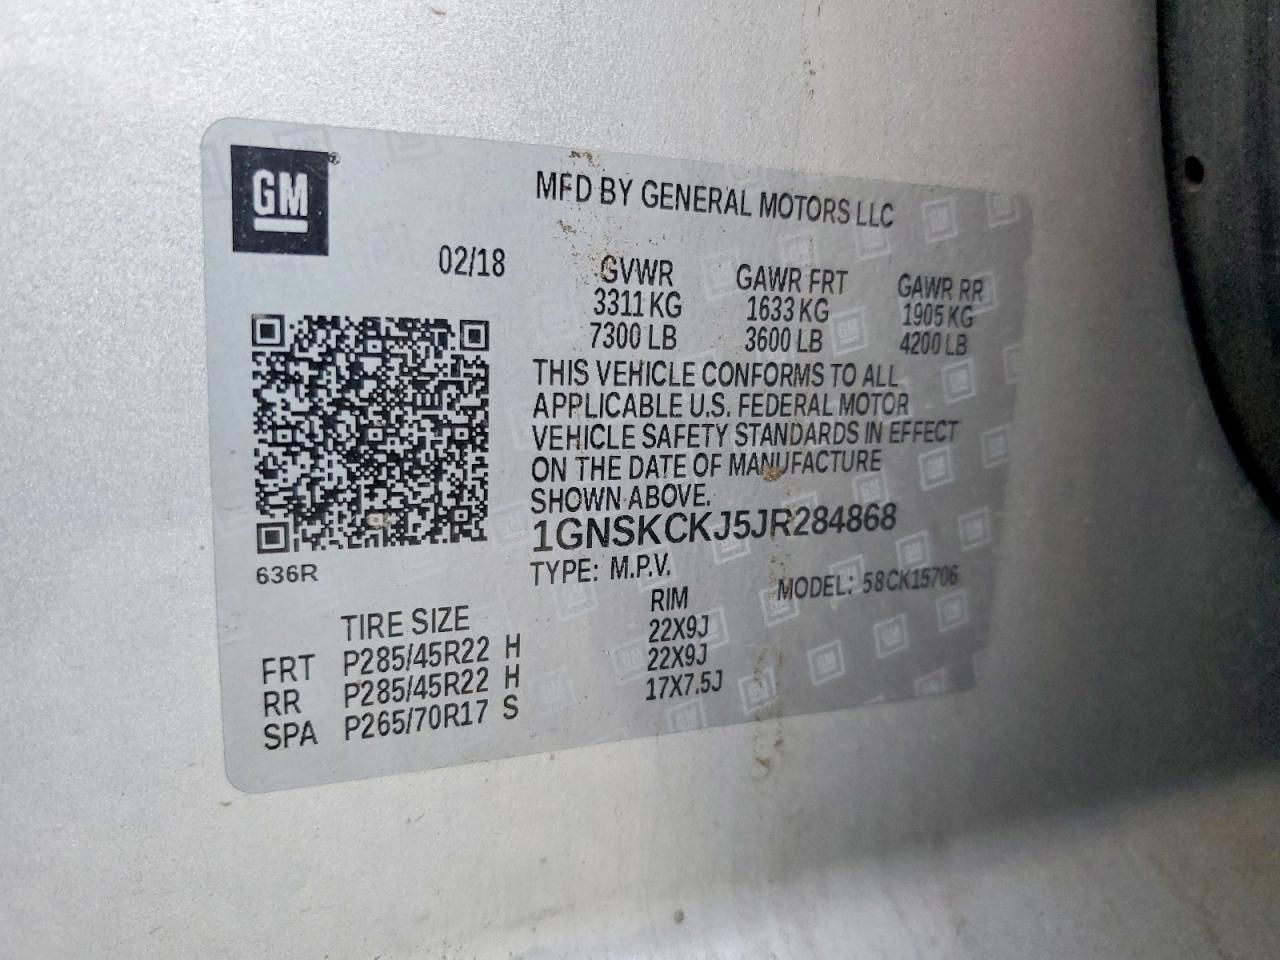 GM
MFD BY GENERAL MOTORS LLC
02/18
GVWR GAWR FRT GAWR RR
3311 KG 1633 KG 1905 KG
7300 LB 3600 LB 4200 LB
THIS VEHICLE CONFORMS TO ALL
APPLICABLE U.S. FEDERAL MOTOR
VEHICLE SAFETY STANDARDS IN EFFECT
ON THE DATE OF MANUFACTURE
SHOWN ABOVE.
1GNSKCKJ5JR284868
636R
TYPE: M.P.V. MODEL: 58CK15706
TIRE SIZE RIM
FRT P285/45R22 H 22X9J
RR P285/45R22 H 22X9J
SPA P265/70R17 S 17X7.5J